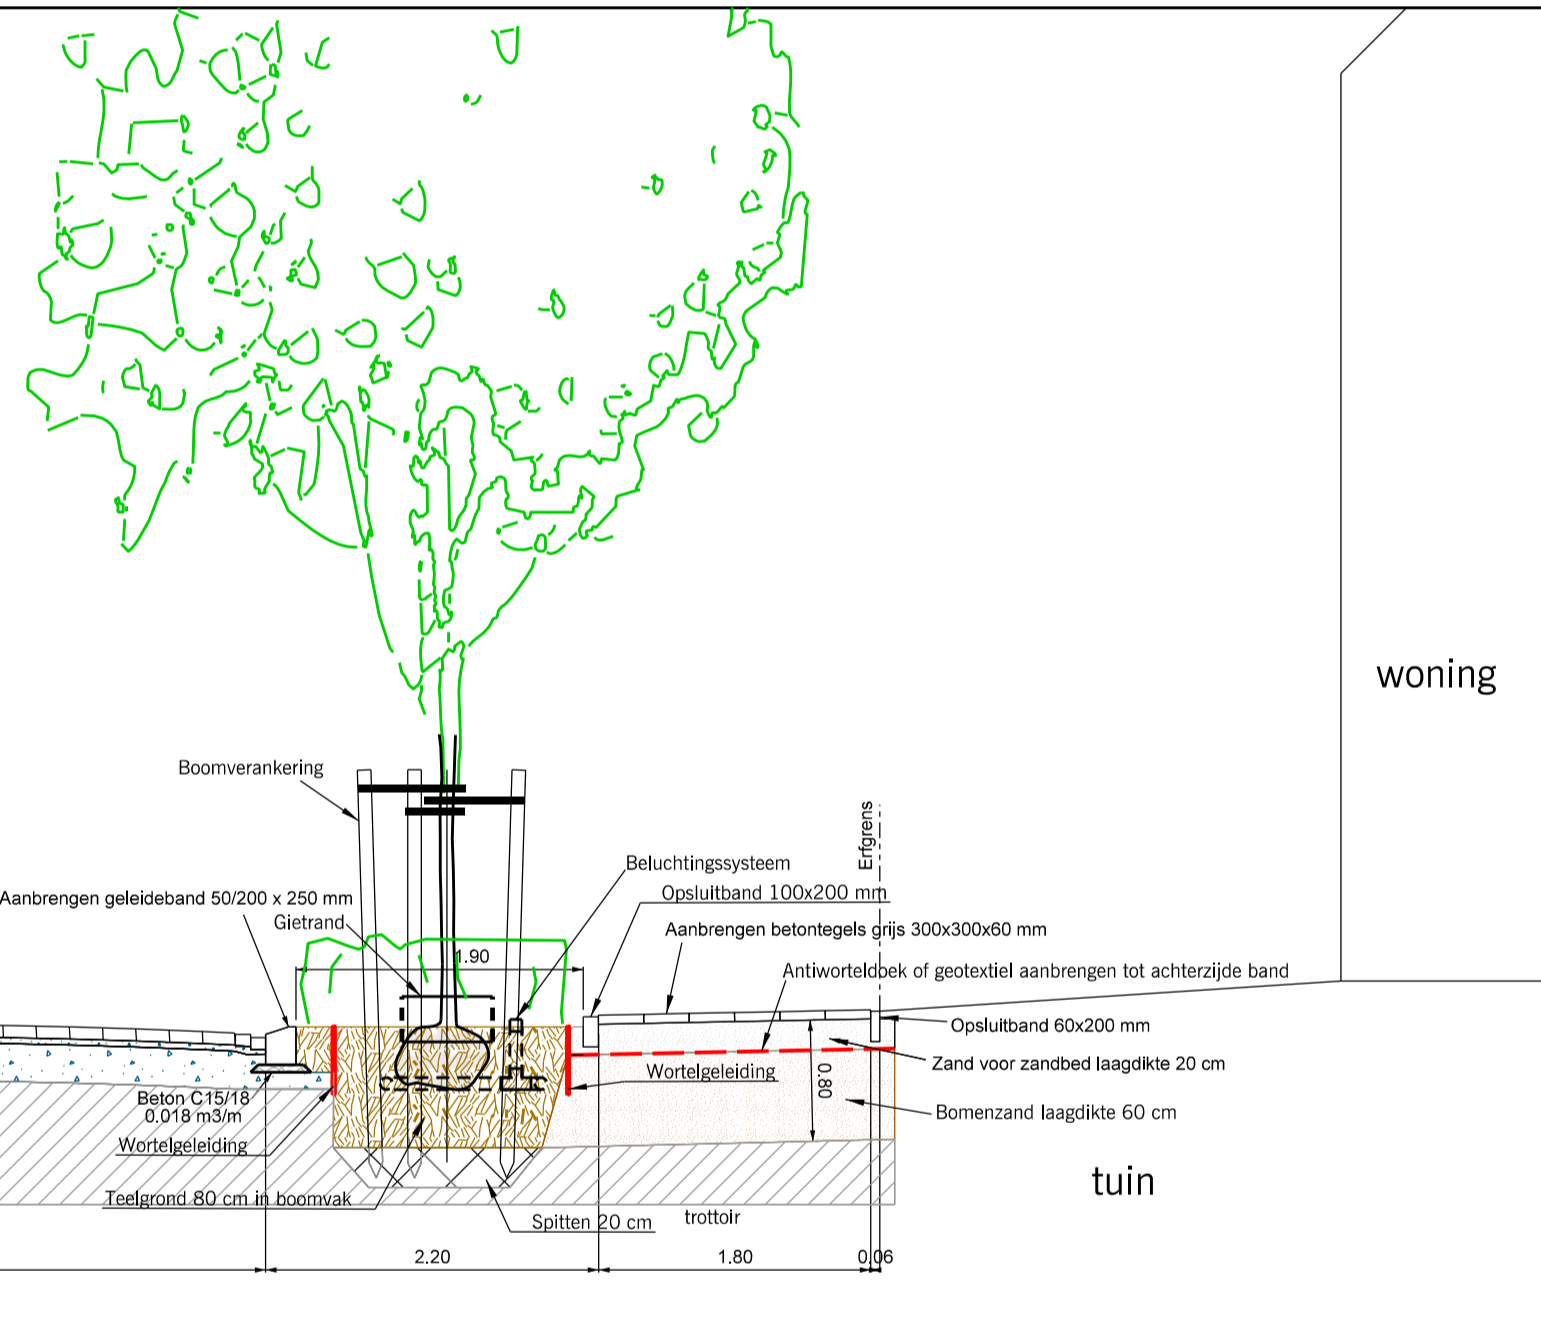 woning
Boomverankering
Erfgrens
Beluchtingssysteem
Aanbrengen geleideband 50/200 x 250 mm
Opsluitband 100x200 mm
Gietrand
Aanbrengen betontegels grijs 300x300x60 mm
1.90
Antiworteldoek of geotextiel aanbrengen tot achterzijde band
Opsluitband 60x200 mm
Zand voor zandbed laagdikte 20 cm
Wortelgeleiding
0.80
Beton C15/18
0.018 m3/m
Bomenzand laagdikte 60 cm
Wortelgeleiding
tuin
Teelgrond 80 cm in boomvak
Spitten 20 cm
trottoir
2.20
1.80
0.06